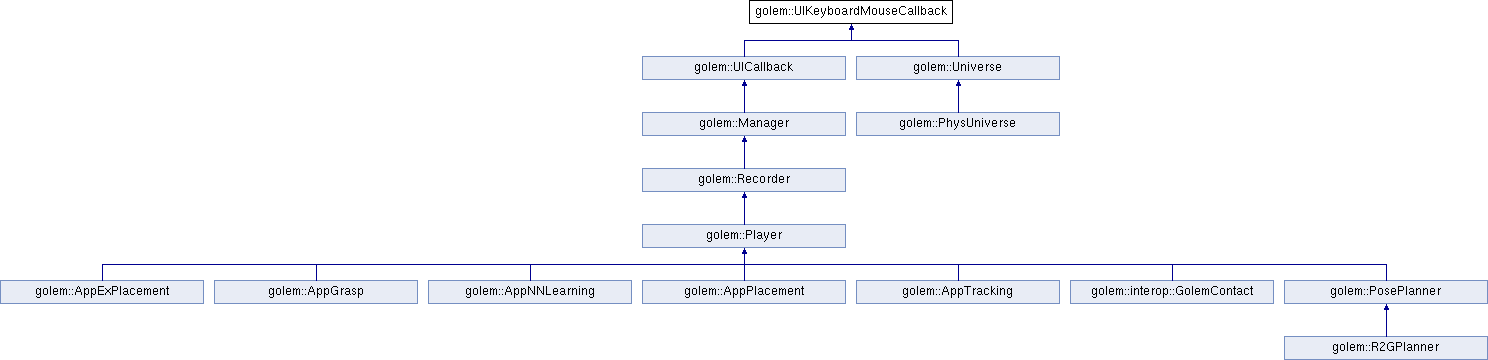 golem::UIKeyboardMouseCallback
golem::UICallback
golem::Universe
golem::Manager
golem::PhysUniverse
golem::Recorder
golem::Player
golem::AppExPlacement
golem::AppGrasp
golem::AppNNLearning
golem::AppPlacement
golem::AppTracking
golem::interop::GolemContact
golem::PosePlanner
golem::R2GPlanner